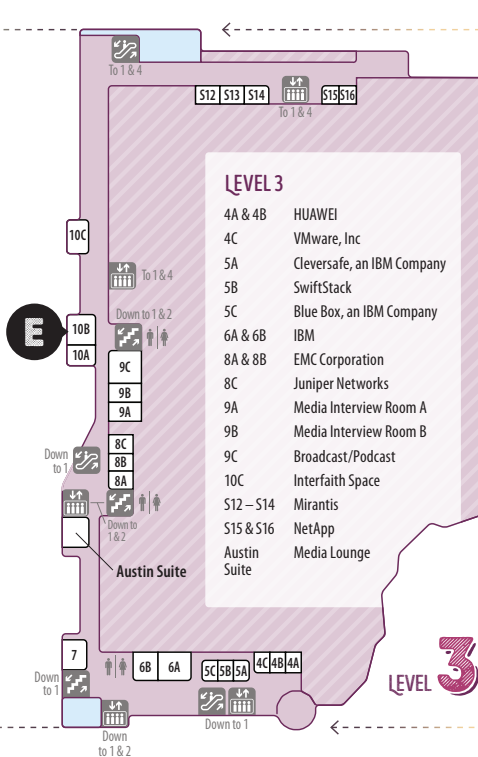 To 1 & 4
S12 S13 S14
S15 S16
To 1 & 4
LEVEL 3
4A & 4B HUAWEI
4C VMware, Inc
5A Cleversafe, an IBM Company
5B SwiftStack
5C Blue Box, an IBM Company
6A & 6B IBM
8A & 8B EMC Corporation
8C Juniper Networks
9A Media Interview Room A
9B Media Interview Room B
9C Broadcast/Podcast
10C Interfaith Space
S12 – S14 Mirantis
S15 & S16 NetApp
Austin Media Lounge
Suite
10C
To 1 & 4
Down to 1 & 2
E
10B
10A
9C
9B
9A
8C
8B
8A
Down
to 1
Down to
1 & 2
Austin Suite
7
Down
to 1
6B 6A
5C 5B 5A
4C 4B 4A
Down to 1
Down
to 1 & 2
LEVEL 3